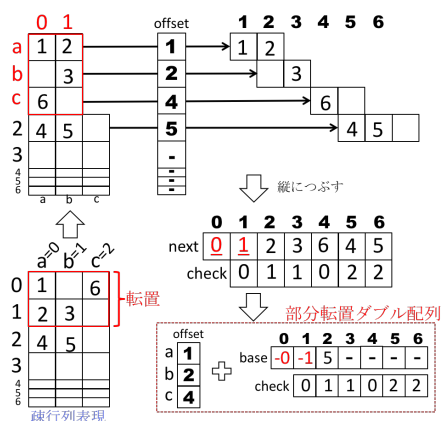 0 1
offset
1 2 3 4 5 6
a 1 2
1
1 2
b 3
2
3
c 6
4
6
2 4 5
5
4 5
3
-
4
-
5
-
6
-
a b c
縦につぶす
0 1 2 3 4 5 6
next 0 1 2 3 6 4 5
check 0 1 1 0 2 2
a=0 b=1 c=2
0 1 6
1 2 3
転置
2 4 5
3
4
5
6
疎行列表現
部分転置ダブル配列
offset
a 1
b 2
c 4
0 1 2 3 4 5 6
base -0 -1 5 - - - -
check 0 1 1 0 2 2